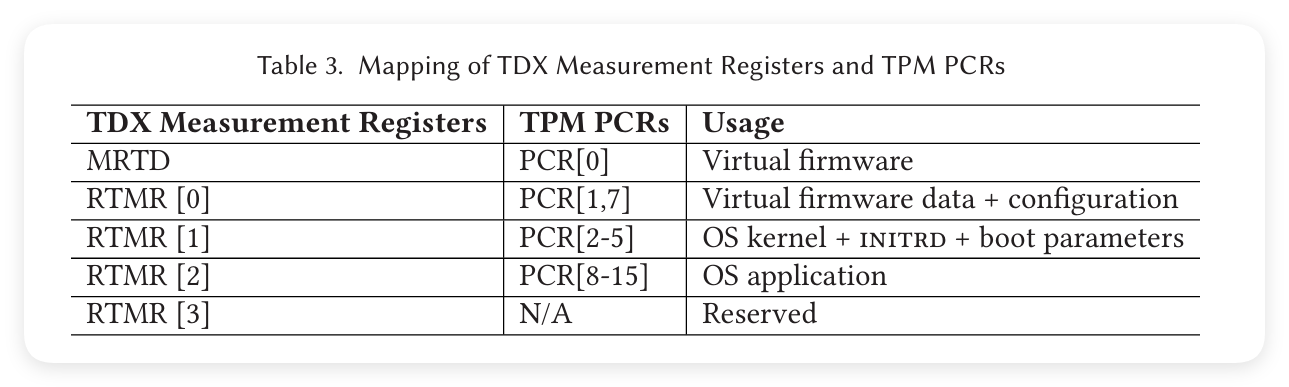 Table 3. Mapping of TDX Measurement Registers and TPM PCRs
TDX Measurement Registers TPM PCRs Usage
MRTD PCR[0] Virtual firmware
RTMR [0] PCR[1,7] Virtual firmware data + configuration
RTMR [1] PCR[2-5] OS kernel + INITRD + boot parameters
RTMR [2] PCR[8-15] OS application
RTMR [3] N/A Reserved